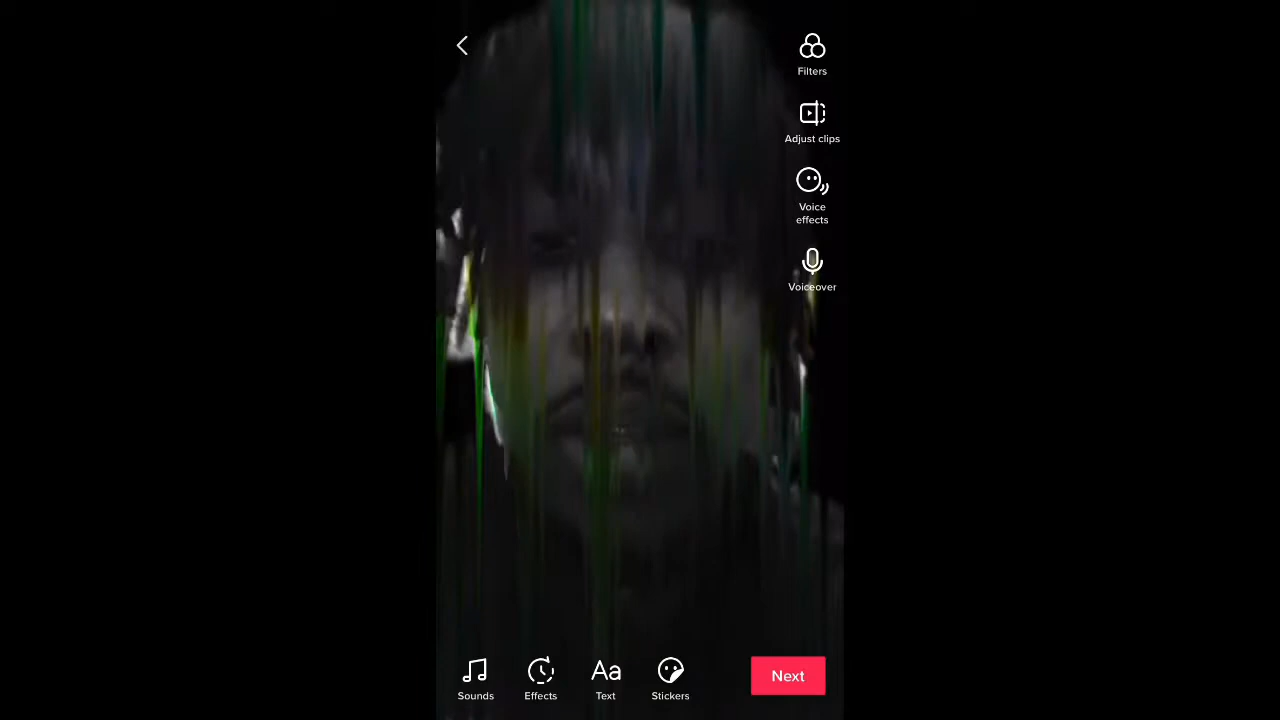 Filters
Adjust clips
Voice
effects
Voiceover
Sounds
Effects
Aa
Text
Stickers
Next